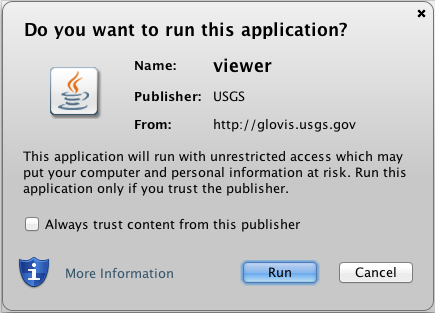 Do you want to run this application?
Name: viewer
Publisher: USGS
From: http://glovis.usgs.gov
This application will run with unrestricted access which may
put your computer and personal information at risk. Run this
application only if you trust the publisher.
Always trust content from this publisher
More Information Run Cancel